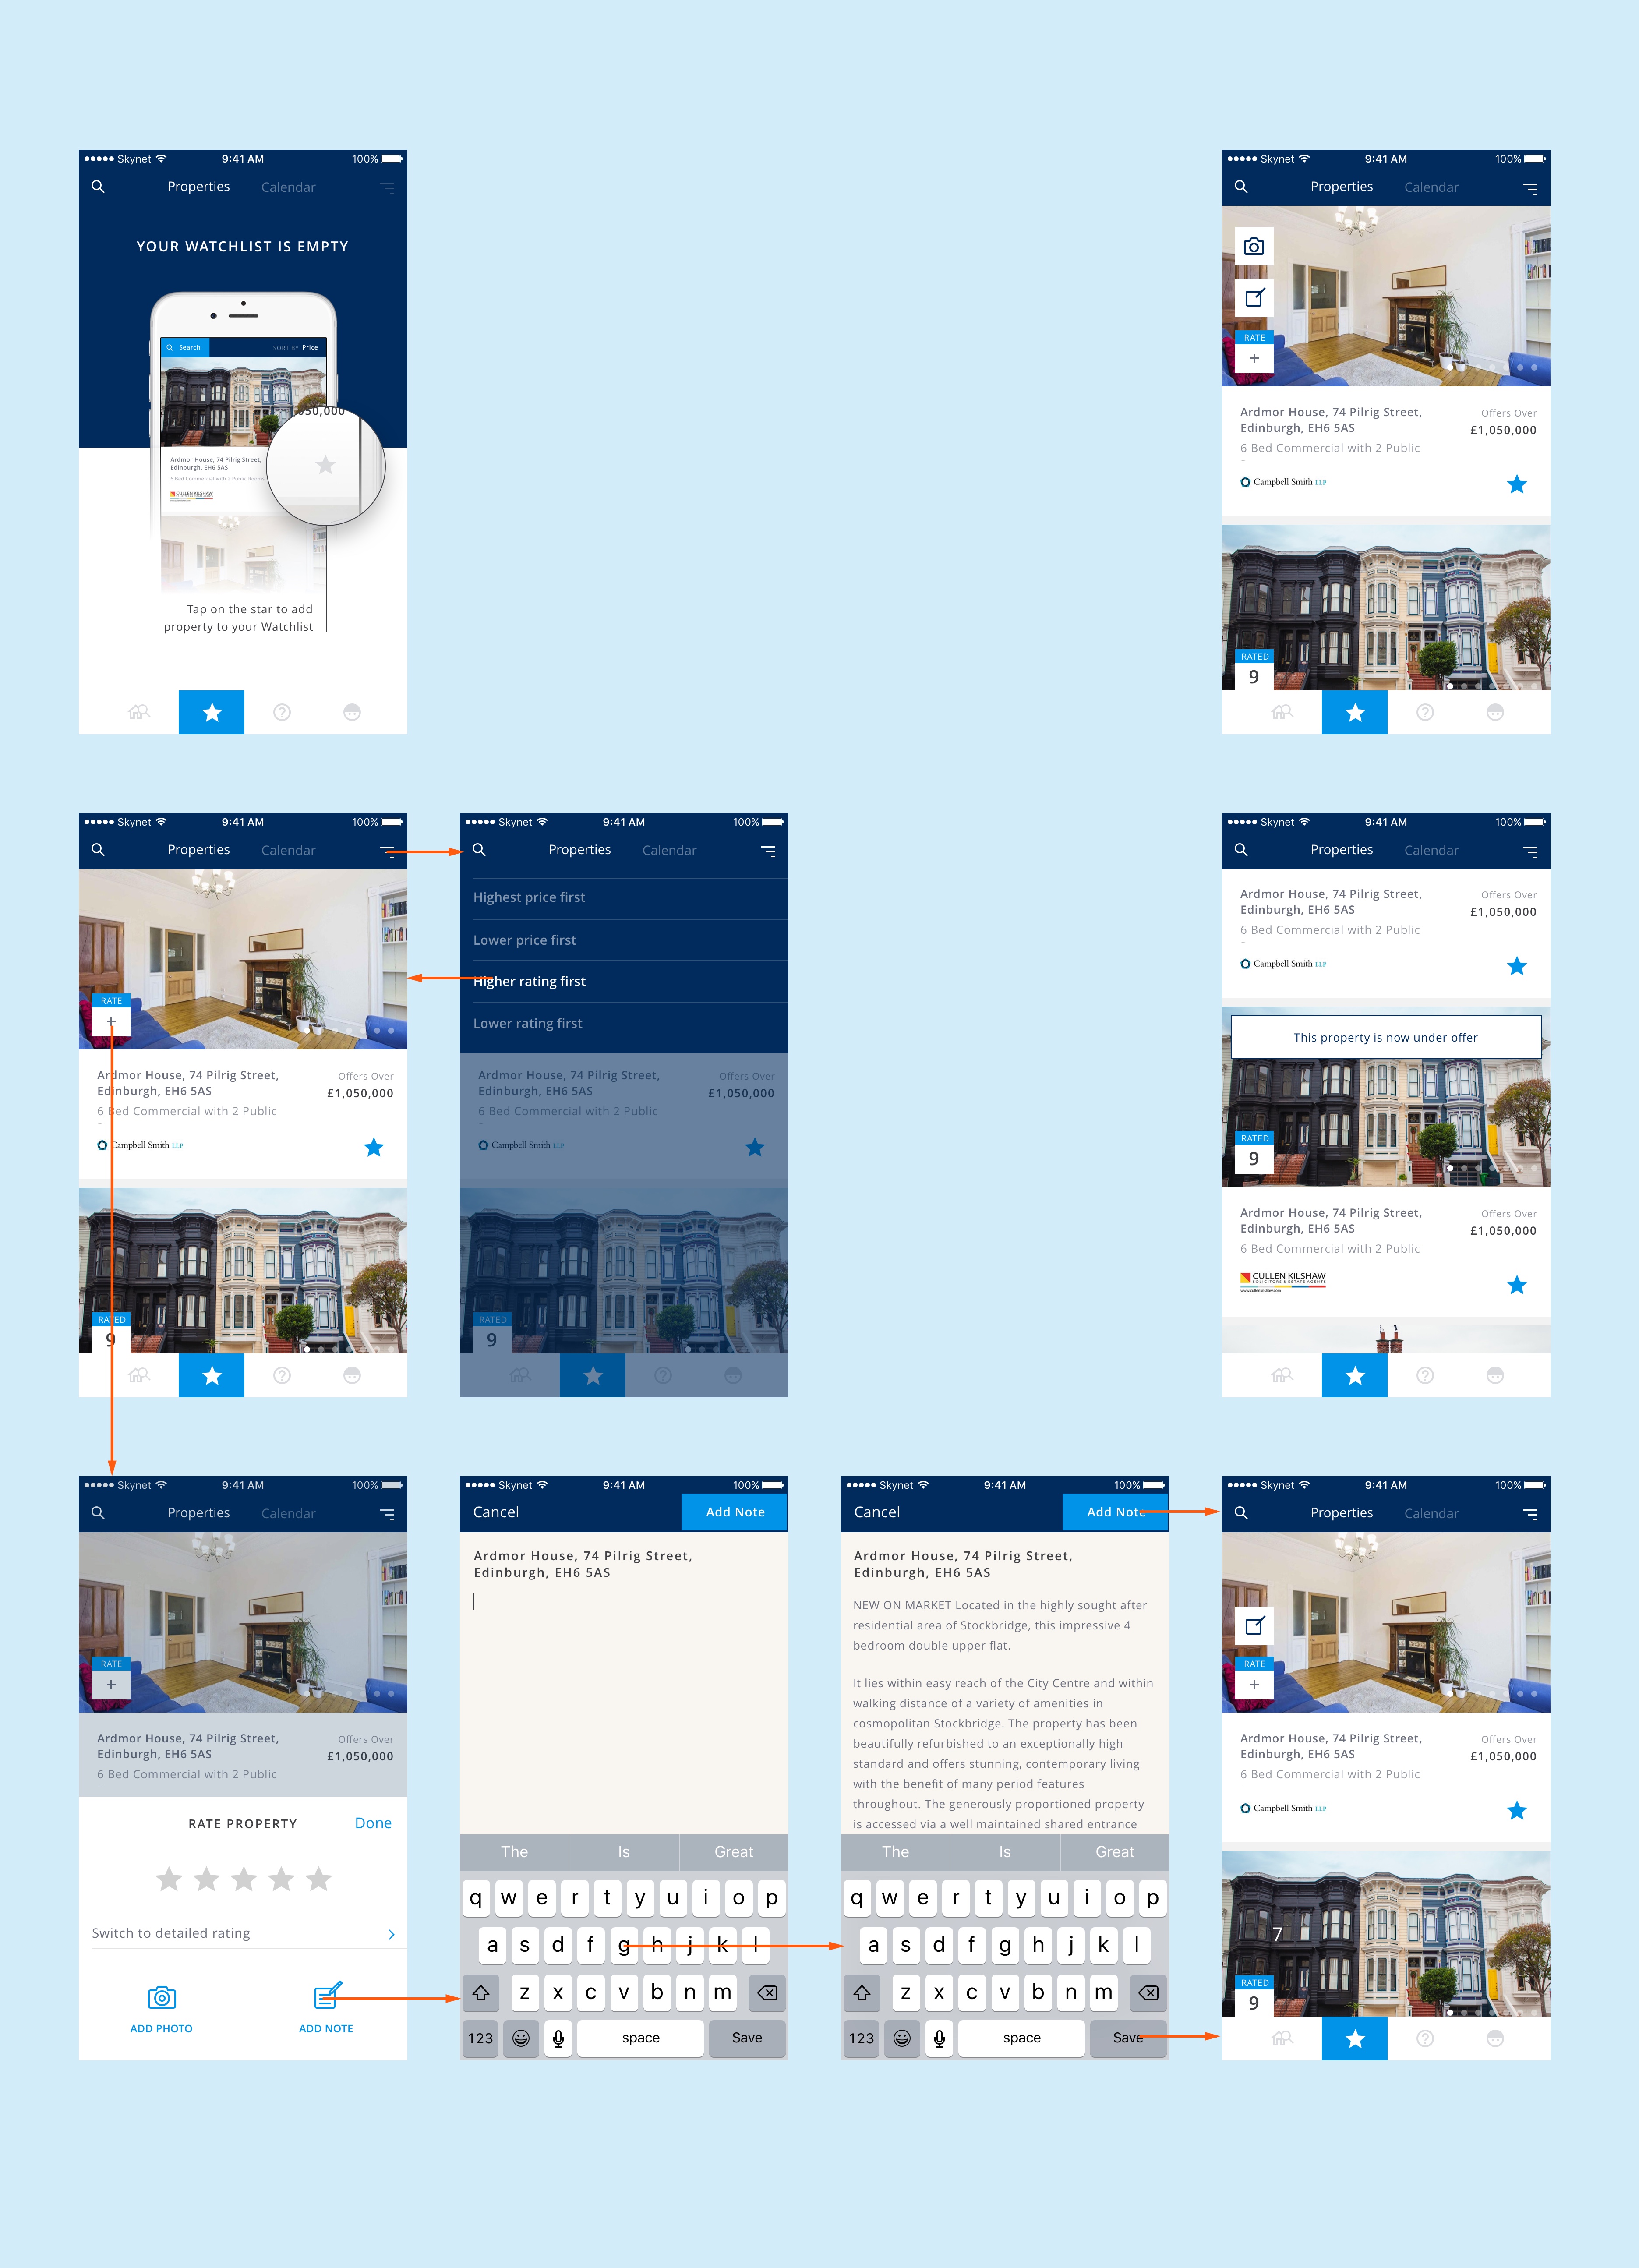 Skynet 9:41 AM 100%
Properties Calendar
YOUR WATCHLIST IS EMPTY
Search SORT BY Price
050,000
Ardmor House, 74 Pilrig Street,
Edinburgh, EH6 5AS
6 Bed Commercial with 2 Public Rooms
CULLEN KILSHAW
Tap on the star to add
property to your Watchlist
Skynet 9:41 AM 100%
Properties Calendar
RATE
+
Ardmor House, 74 Pilrig Street,
Edinburgh, EH6 5AS
Offers Over
£1,050,000
6 Bed Commercial with 2 Public
Campbell Smith LLP
RATED
9
Skynet 9:41 AM 100%
Properties Calendar
RATE
+
Ardmor House, 74 Pilrig Street,
Edinburgh, EH6 5AS
Offers Over
£1,050,000
6 Bed Commercial with 2 Public
Campbell Smith LLP
RATED
9
Skynet 9:41 AM 100%
Properties Calendar
Highest price first
Lower price first
Higher rating first
Lower rating first
Ardmor House, 74 Pilrig Street,
Edinburgh, EH6 5AS
Offers Over
£1,050,000
6 Bed Commercial with 2 Public
Campbell Smith LLP
RATED
9
Skynet 9:41 AM 100%
Properties Calendar
Ardmor House, 74 Pilrig Street,
Edinburgh, EH6 5AS
Offers Over
£1,050,000
6 Bed Commercial with 2 Public
Campbell Smith LLP
This property is now under offer
RATED
9
Ardmor House, 74 Pilrig Street,
Edinburgh, EH6 5AS
Offers Over
£1,050,000
6 Bed Commercial with 2 Public
CULLEN KILSHAW
SOLICITORS & ESTATE AGENTS
www.cullenkilshaw.com
Skynet 9:41 AM 100%
Properties Calendar
RATE
+
Ardmor House, 74 Pilrig Street,
Edinburgh, EH6 5AS
Offers Over
£1,050,000
6 Bed Commercial with 2 Public
RATE PROPERTY Done
Switch to detailed rating
ADD PHOTO ADD NOTE
Skynet 9:41 AM 100%
Cancel Add Note
Ardmor House, 74 Pilrig Street,
Edinburgh, EH6 5AS
The Is Great
q w e r t y u i o p
a s d f g h j k l
z x c v b n m
123 space Save
Skynet 9:41 AM 100%
Cancel Add Note
Ardmor House, 74 Pilrig Street,
Edinburgh, EH6 5AS
NEW ON MARKET Located in the highly sought after
residential area of Stockbridge, this impressive 4
bedroom double upper flat.
It lies within easy reach of the City Centre and within
walking distance of a variety of amenities in
cosmopolitan Stockbridge. The property has been
beautifully refurbished to an exceptionally high
standard and offers stunning, contemporary living
with the benefit of many period features
throughout. The generously proportioned property
is accessed via a well maintained shared entrance
The Is Great
q w e r t y u i o p
a s d f g h j k l
z x c v b n m
123 space Save
Skynet 9:41 AM 100%
Properties Calendar
RATE
+
Ardmor House, 74 Pilrig Street,
Edinburgh, EH6 5AS
Offers Over
£1,050,000
6 Bed Commercial with 2 Public
Campbell Smith LLP
7
RATED
9